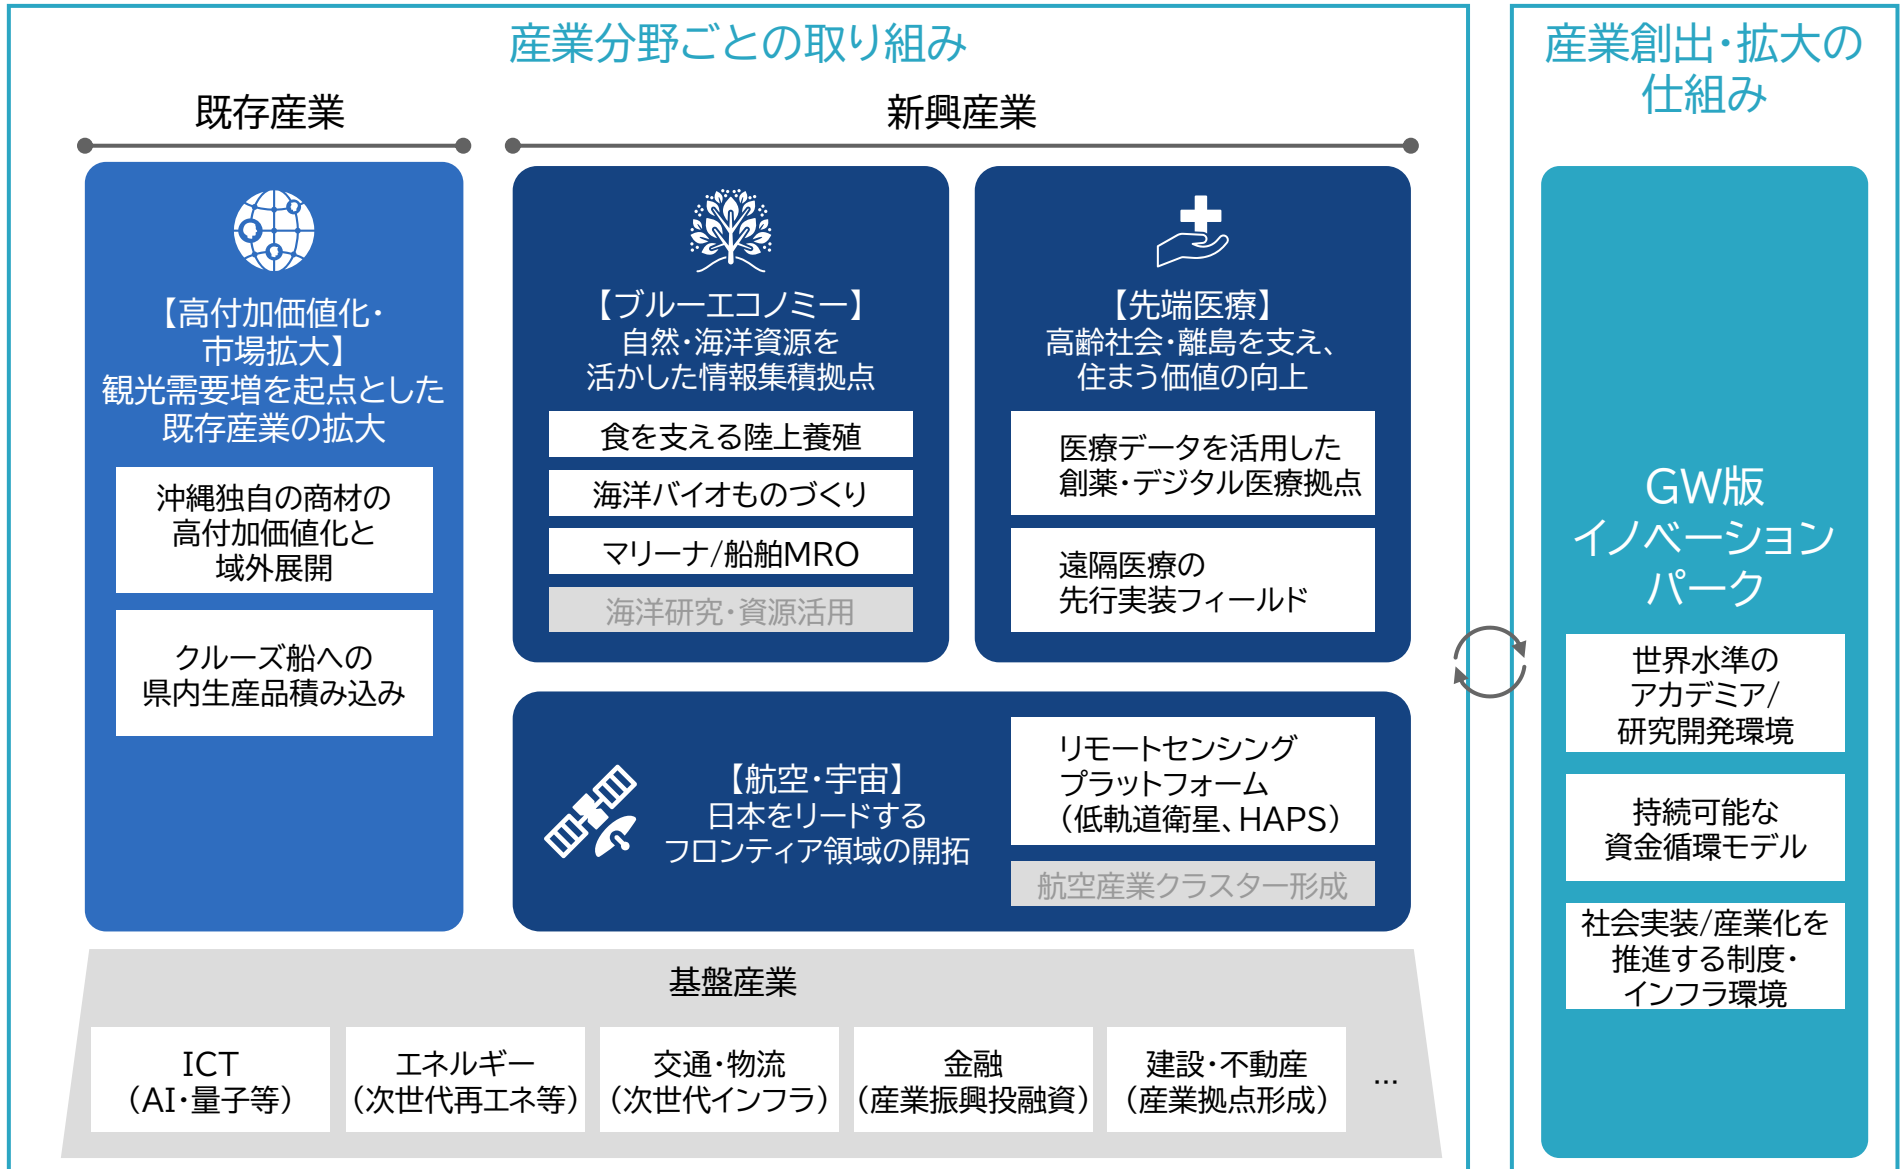 産業分野ごとの取り組み
既存産業
新興産業
【高付加価値化・
市場拡大】
観光需要増を起点とした
既存産業の拡大
沖縄独自の商材の
高付加価値化と
域外展開
クルーズ船への
県内生産品積み込み
【ブルーエコノミー】
自然・海洋資源を
活かした情報集積拠点
食を支える陸上養殖
海洋バイオものづくり
マリーナ/船舶MRO
海洋研究・資源活用
【先端医療】
高齢社会・離島を支え、
住まう価値の向上
医療データを活用した
創薬・デジタル医療拠点
遠隔医療の
先行実装フィールド
【航空・宇宙】
日本をリードする
フロンティア領域の開拓
リモートセンシング
プラットフォーム
（低軌道衛星、HAPS）
航空産業クラスター形成
基盤産業
ICT
（AI・量子等）
エネルギー
（次世代再エネ等）
交通・物流
（次世代インフラ）
金融
（産業振興投融資）
建設・不動産
（産業拠点形成）
…
産業創出・拡大の
仕組み
GW版
イノベーション
パーク
世界水準の
アカデミア/
研究開発環境
持続可能な
資金循環モデル
社会実装/産業化を
推進する制度・
インフラ環境